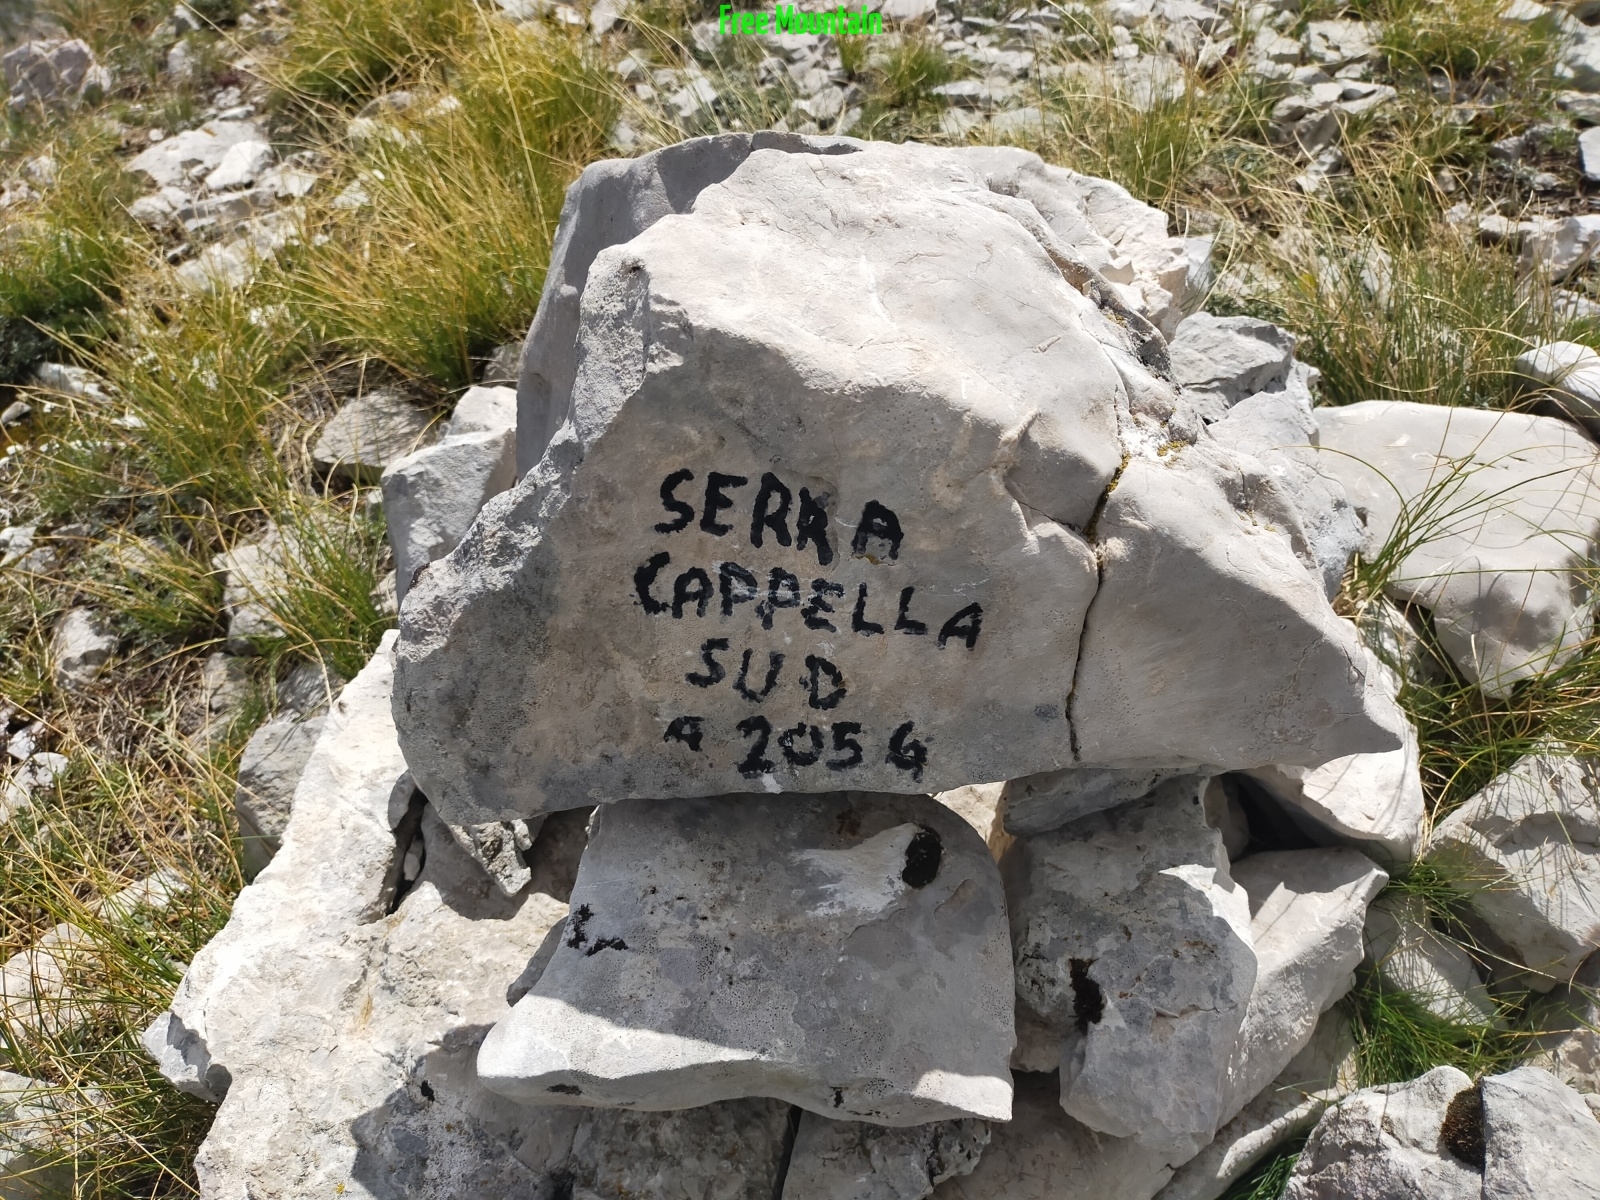 Free Mountain
SERRA
CAPPELLA
SUD
A 2054